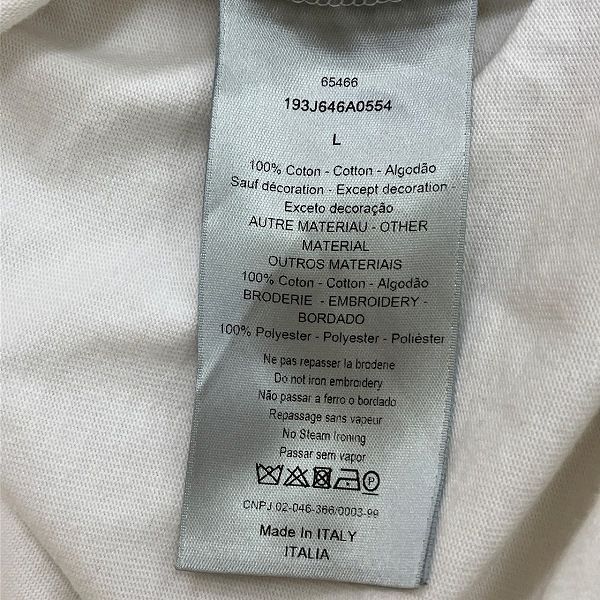 65466
193J646A0554
L
100% Coton - Cotton - Algodão
Sauf décoration - Except decoration -
Exceto decoração
AUTRE MATERIAU - OTHER
MATERIAL
OUTROS MATERIAIS
100% Coton - Cotton - Algodão
BRODERIE - EMBROIDERY -
BORDADO
100% Polyester - Polyester - Poliéster
Ne pas repasser la broderie
Do not iron embroidery
Não passar a ferro o bordado
Repassage sans vapeur
No Steam Ironing
Passar sem vapor
P
CNPJ 02-046-366/0003-99
Made In ITALY
ITALIA